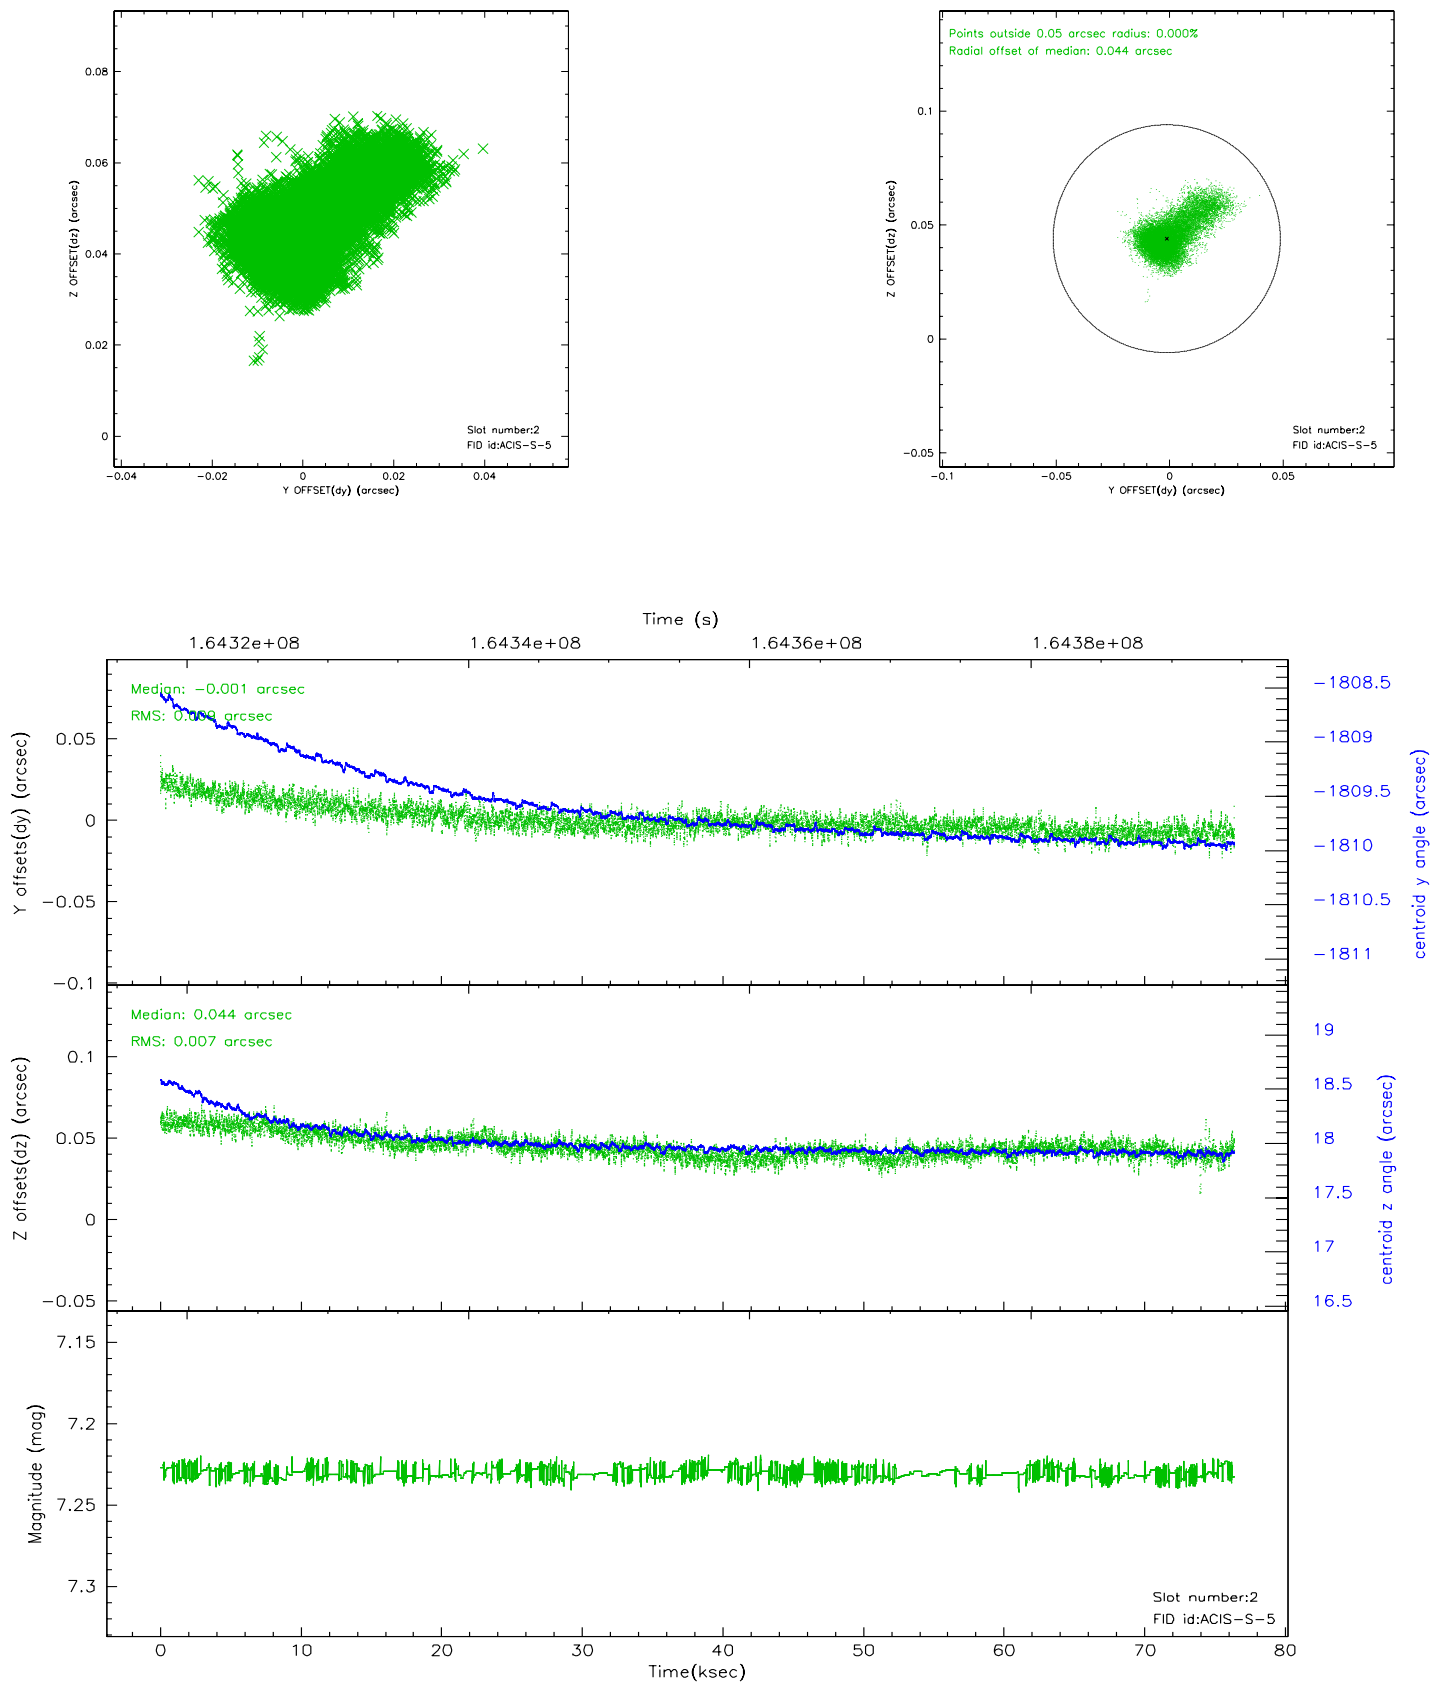 0.08
0.06
0.04
0.02
0
Z OFFSET(dz) (arcsec)
Slot number:2
FID id:ACIS-S-5
-0.04
-0.02
0
0.02
0.04
Y OFFSET(dy) (arcsec)
Points outside 0.05 arcsec radius: 0.000%
Radial offset of median: 0.044 arcsec
0.1
0.05
0
-0.05
Z OFFSET(dz) (arcsec)
Slot number:2
FID id:ACIS-S-5
-0.1
-0.05
0
0.05
Y OFFSET(dy) (arcsec)
Time (s)
1.6432e+08
1.6434e+08
1.6436e+08
1.6438e+08
Median: -0.001 arcsec
RMS: 0.009 arcsec
0.05
0
-0.05
-0.1
Y offsets(dy) (arcsec)
-1808.5
-1809
-1809.5
-1810
-1810.5
-1811
centroid y angle (arcsec)
Median: 0.044 arcsec
RMS: 0.007 arcsec
0.1
0.05
0
-0.05
Z offsets(dz) (arcsec)
19
18.5
18
17.5
17
16.5
centroid z angle (arcsec)
7.15
7.2
7.25
7.3
Magnitude (mag)
Slot number:2
FID id:ACIS-S-5
0
10
20
30
40
50
60
70
80
Time(ksec)